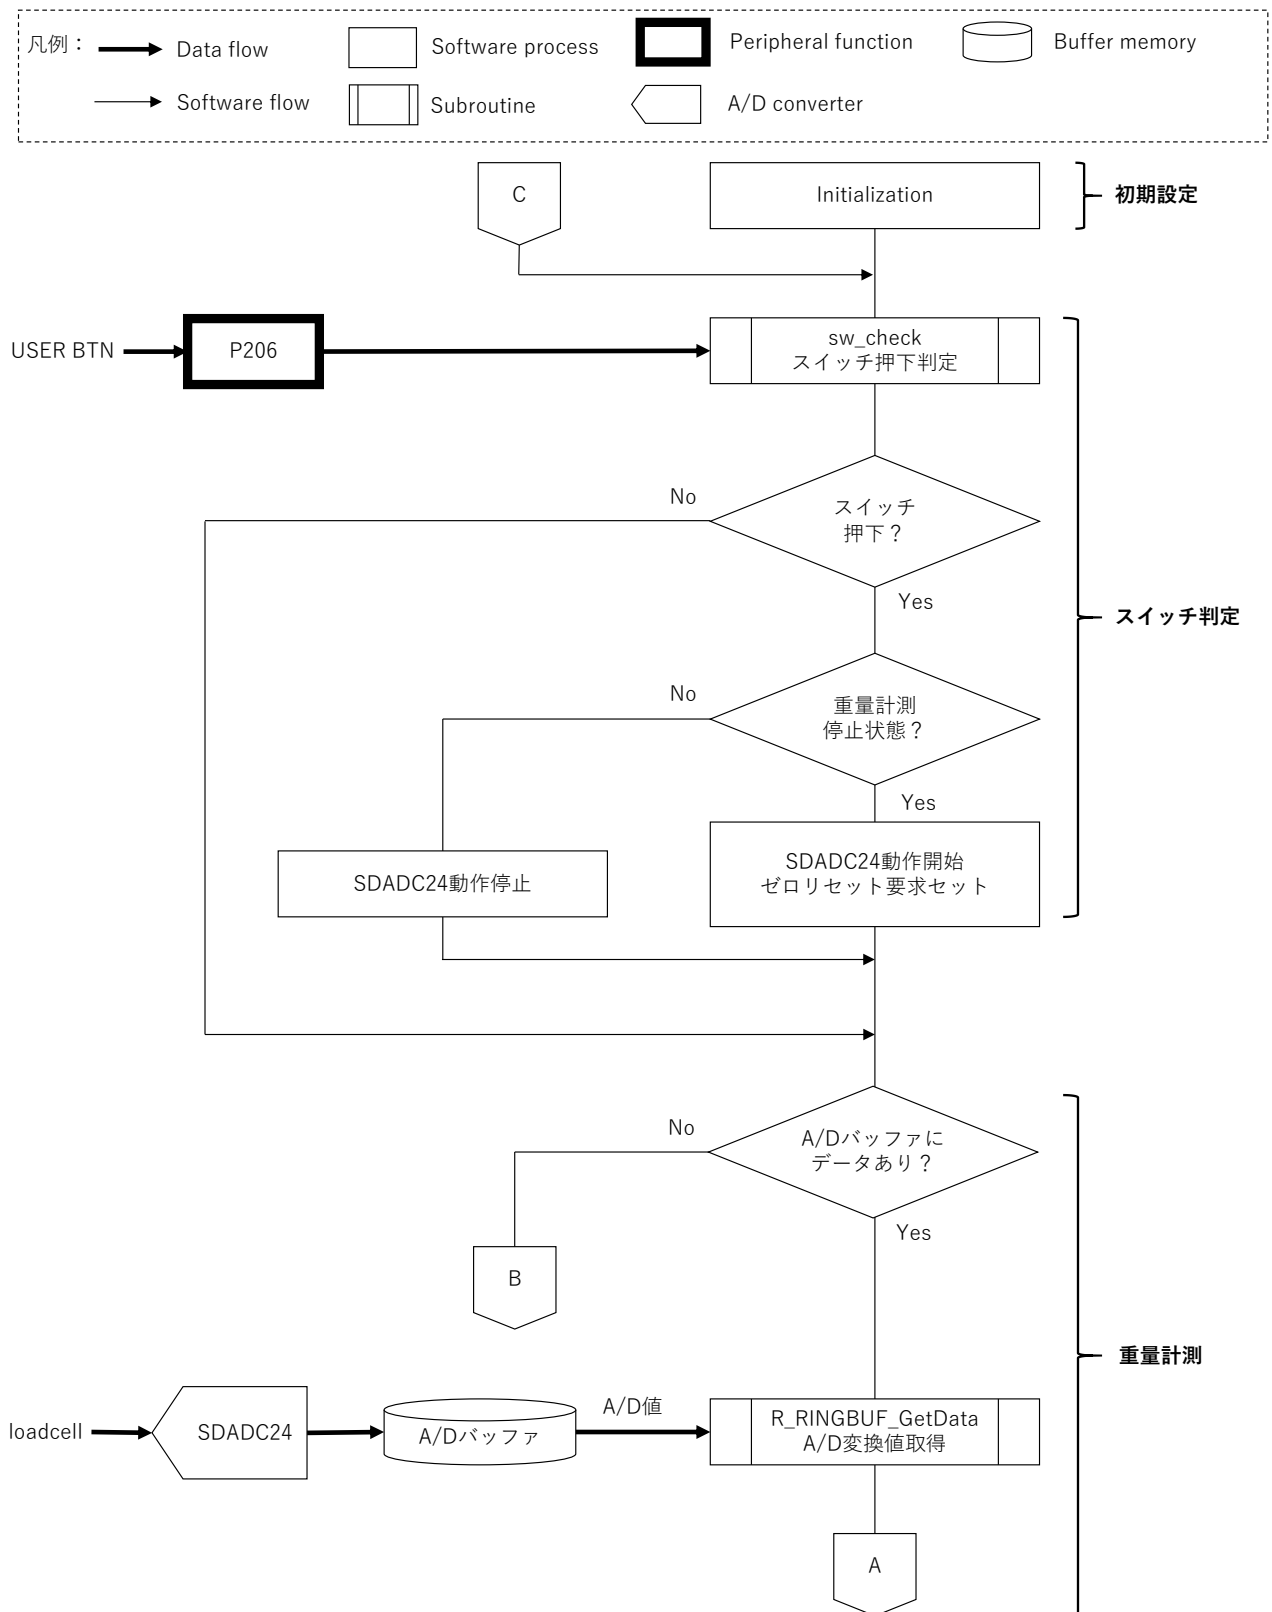 凡例：
Data flow
Software process
Peripheral function
Buffer memory
Software flow
Subroutine
A/D converter
C
Initialization
初期設定
USER BTN
P206
sw_check
スイッチ押下判定
No
スイッチ
押下？
Yes
スイッチ判定
No
重量計測
停止状態？
Yes
SDADC24動作停止
SDADC24動作開始
ゼロリセット要求セット
No
A/Dバッファに
データあり？
Yes
B
重量計測
loadcell
SDADC24
A/Dバッファ
A/D値
R_RINGBUF_GetData
A/D変換値取得
A